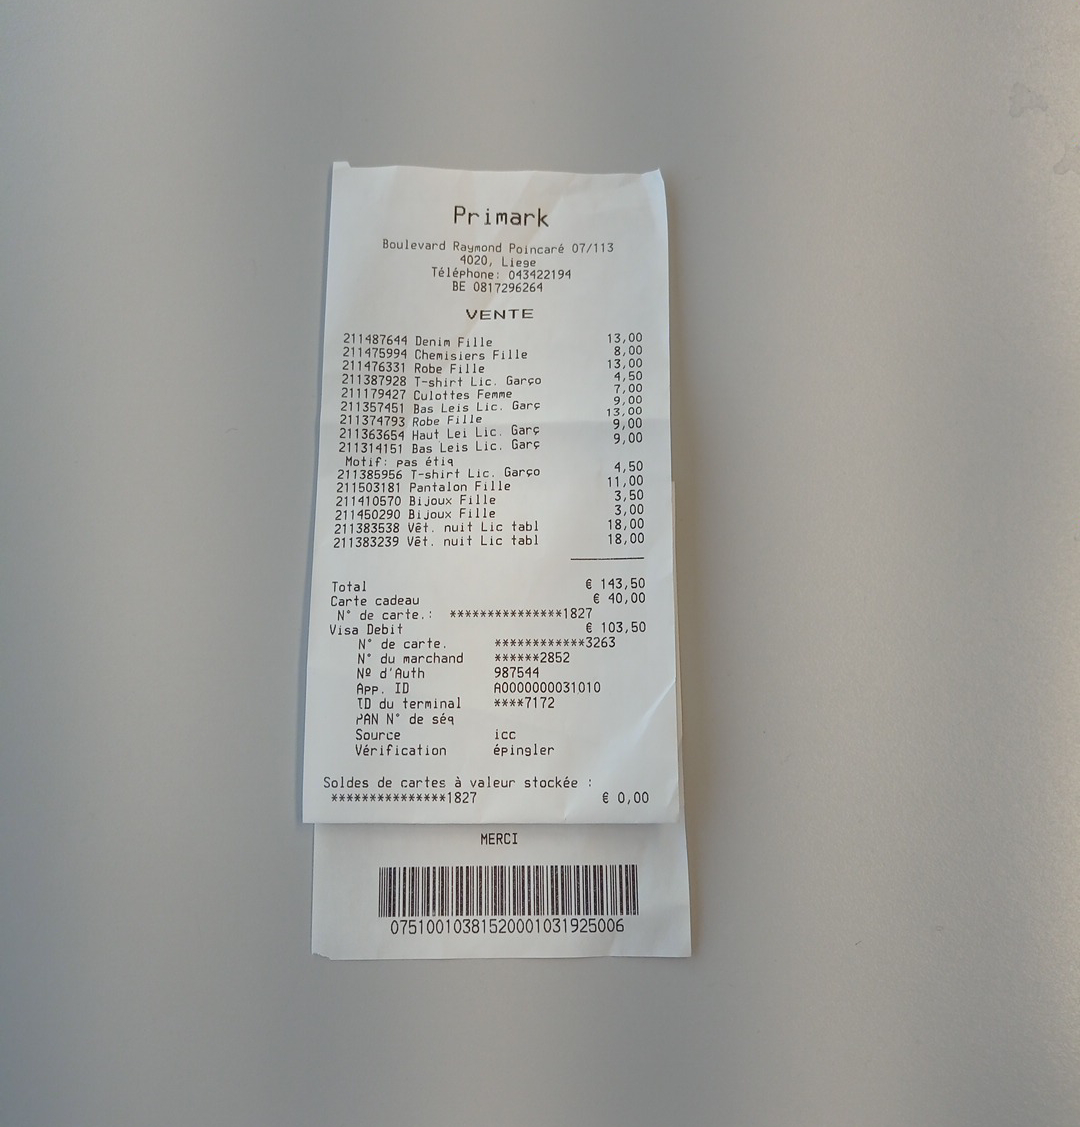 Primark
Boulevard Raymond Poincaré 07/113
4020, Liege
Téléphone: 043422194
BE 0817296264
VENTE
211487644 Denim Fille 13,00
211475994 Chemisiers Fille 8,00
211476331 Robe Fille 13,00
211387928 T-shirt Lic. Garço 4,50
211179427 Culottes Femme 7,00
211357451 Bas Leis Lic. Garç 9,00
211374793 Robe Fille 13,00
211363654 Haut Lei Lic. Garç 9,00
211314151 Bas Leis Lic. Garç 9,00
Motif: pas étiq
211385956 T-shirt Lic. Garço 4,50
211503181 Pantalon Fille 11,00
211410570 Bijoux Fille 3,50
211450290 Bijoux Fille 3,00
211383538 Vêt. nuit Lic tabl 18,00
211383239 Vêt. nuit Lic tabl 18,00
Total € 143,50
Carte cadeau € 40,00
N° de carte.: ***************1827
Visa Debit € 103,50
N° de carte. ************3263
N° du marchand ******2852
Nº d'Auth 987544
App. ID A0000000031010
ID du terminal ****7172
PAN N° de séq
Source icc
Vérification épingler
Soldes de cartes à valeur stockée :
***************1827 € 0,00
MERCI
07510010381520001031925006